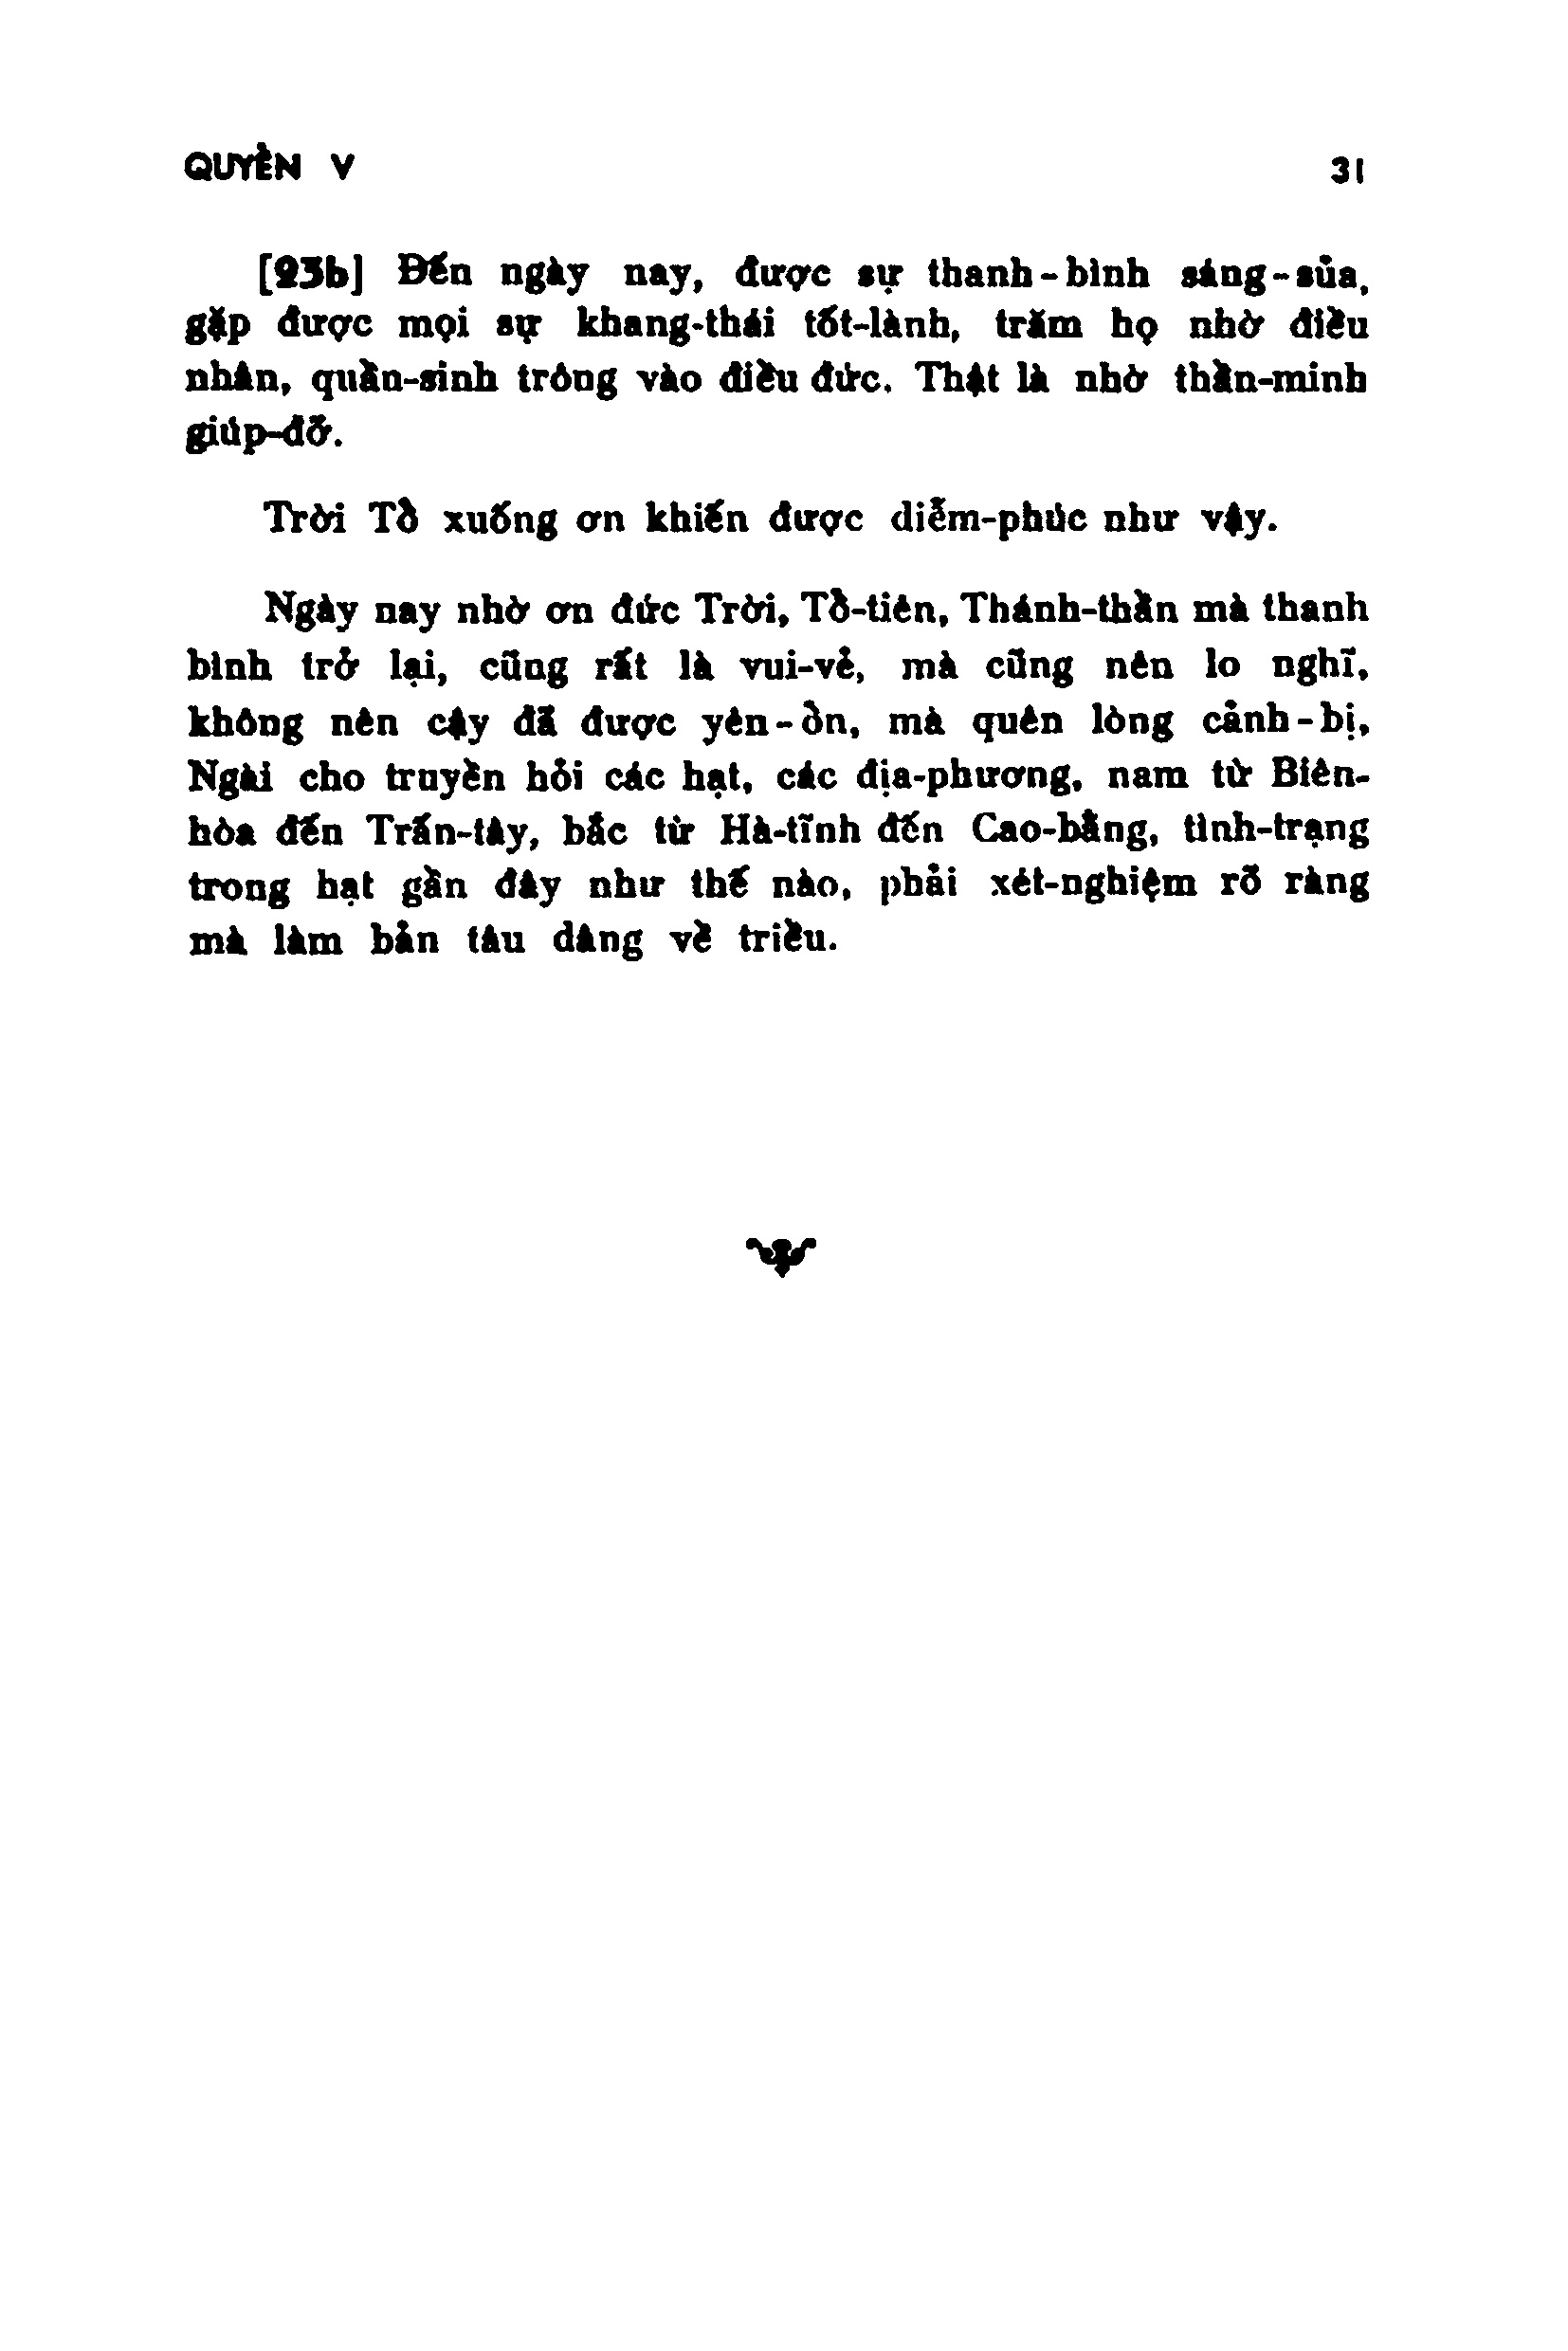 QUYỂN V
31
[23b] Đến ngày nay, được sự thanh-bình sáng-sủa,
gặp được mọi sự khang-thái tốt-lành, trăm họ nhờ điều
nhân, quần-sinh trông vào điều đức. Thật là nhờ thần-minh
giúp-đỡ.
Trời Tổ xuống ơn khiến được diễm-phúc như vậy.
Ngày nay nhờ ơn đức Trời, Tổ-tiên, Thánh-thần mà thanh
bình trở lại, cũng rất là vui-vẻ, mà cũng nên lo nghĩ,
không nên cậy đã được yên-ổn, mà quên lòng cảnh-bị,
Ngài cho truyền hỏi các hạt, các địa-phương, nam từ Biên-
hòa đến Trấn-tây, bắc từ Hà-tĩnh đến Cao-bằng, tình-trạng
trong hạt gần đây như thế nào, phải xét-nghiệm rõ ràng
mà làm bản tâu dâng về triều.